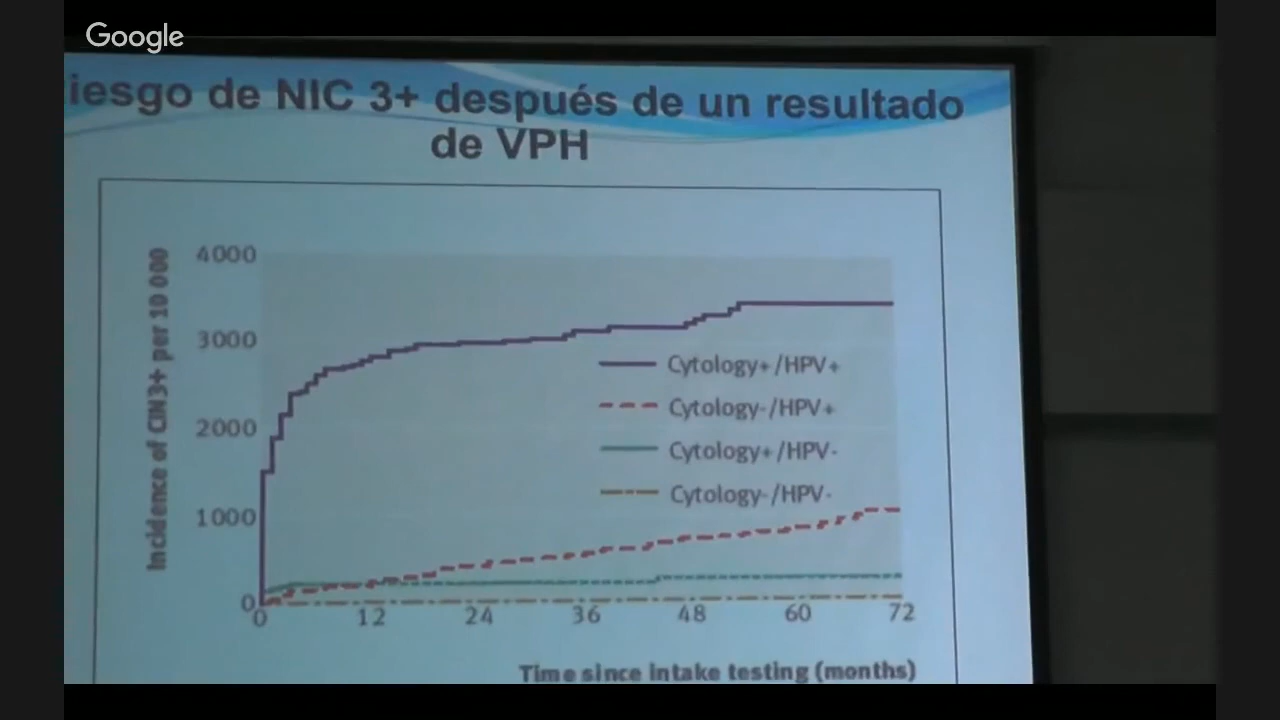 Google
iesgo de NIC 3+ después de un resultado
de VPH
Incidence of CIN3+ per 10 000
4000
3000
2000
1000
0
Cytology+/HPV+
Cytology-/HPV+
Cytology+/HPV-
Cytology-/HPV-
0 12 24 36 48 60 72
Time since intake testing (months)